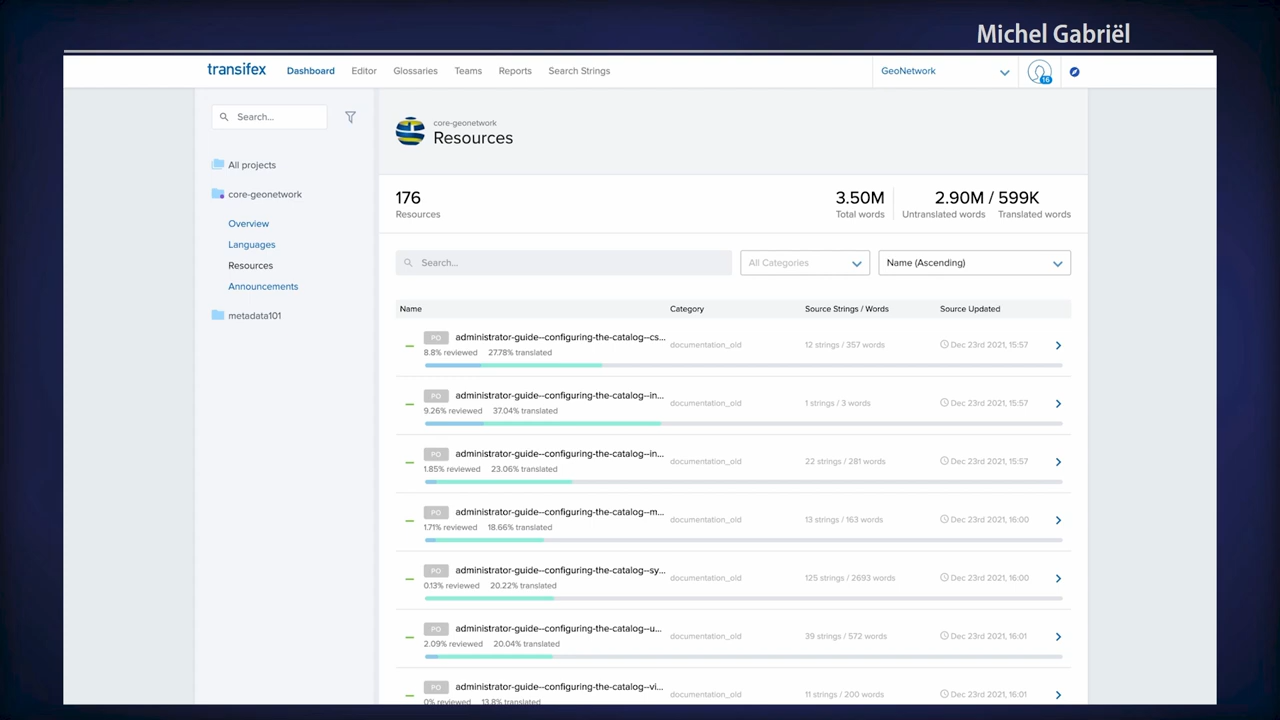 Michel Gabriël
transifex Dashboard Editor Glossaries Teams Reports Search Strings GeoNetwork 16
Search...
All projects
core-geonetwork
Overview
Languages
Resources
Announcements
metadata101
core-geonetwork
Resources
176 3.50M 2.90M / 599K
Resources Total words Untranslated words Translated words
Search... All Categories Name (Ascending)
Name Category Source Strings / Words Source Updated
PO administrator-guide--configuring-the-catalog--cs...
documentation_old 12 strings / 357 words Dec 23rd 2021, 15:57
8.8% reviewed 27.78% translated
PO administrator-guide--configuring-the-catalog--in...
documentation_old 1 strings / 3 words Dec 23rd 2021, 15:57
9.26% reviewed 37.04% translated
PO administrator-guide--configuring-the-catalog--in...
documentation_old 22 strings / 281 words Dec 23rd 2021, 15:57
1.85% reviewed 23.06% translated
PO administrator-guide--configuring-the-catalog--m...
documentation_old 13 strings / 163 words Dec 23rd 2021, 16:00
1.71% reviewed 18.66% translated
PO administrator-guide--configuring-the-catalog--sy...
documentation_old 125 strings / 2693 words Dec 23rd 2021, 16:00
0.13% reviewed 20.22% translated
PO administrator-guide--configuring-the-catalog--u...
documentation_old 39 strings / 572 words Dec 23rd 2021, 16:01
2.09% reviewed 20.04% translated
PO administrator-guide--configuring-the-catalog--vi...
documentation_old 11 strings / 200 words Dec 23rd 2021, 16:01
0% reviewed 13.8% translated